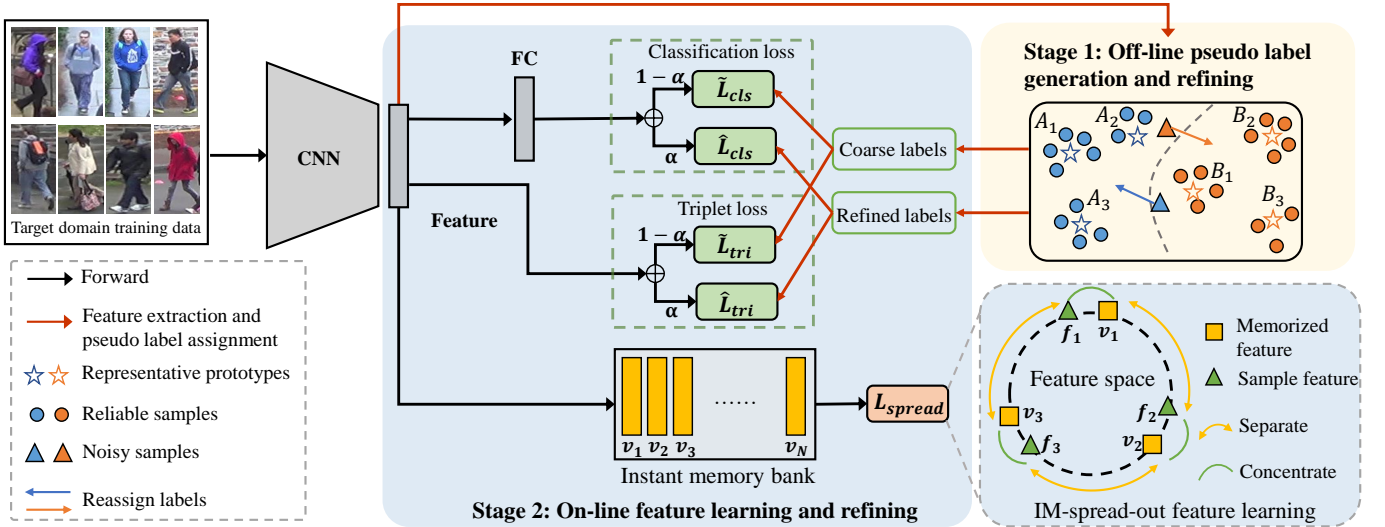 Target domain training data
CNN
FC
Feature
Classification loss
1 − α
L̃cls
α
L̂cls
Triplet loss
1 − α
L̃tri
α
L̂tri
Coarse labels
Refined labels
Stage 1: Off-line pseudo label
generation and refining
A1
A2
A3
B2
B1
B3
Forward
Feature extraction and
pseudo label assignment
Representative prototypes
Reliable samples
Noisy samples
Reassign labels
v1 v2 v3 ...... vN
Instant memory bank
Lspread
Stage 2: On-line feature learning and refining
f1
v1
Feature space
v3
f3
f2
v2
Memorized
feature
Sample feature
Separate
Concentrate
IM-spread-out feature learning